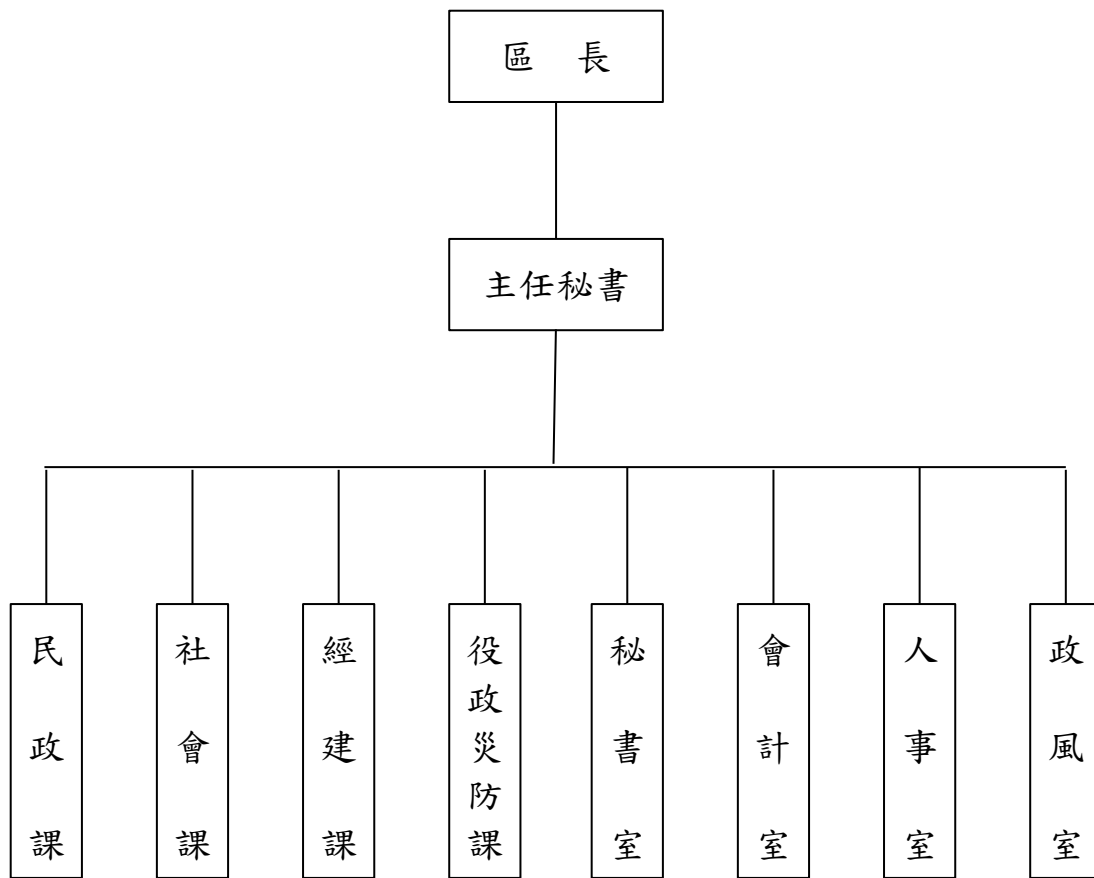 區　長
主任秘書
民政課
社會課
經建課
役政災防課
秘書室
會計室
人事室
政風室